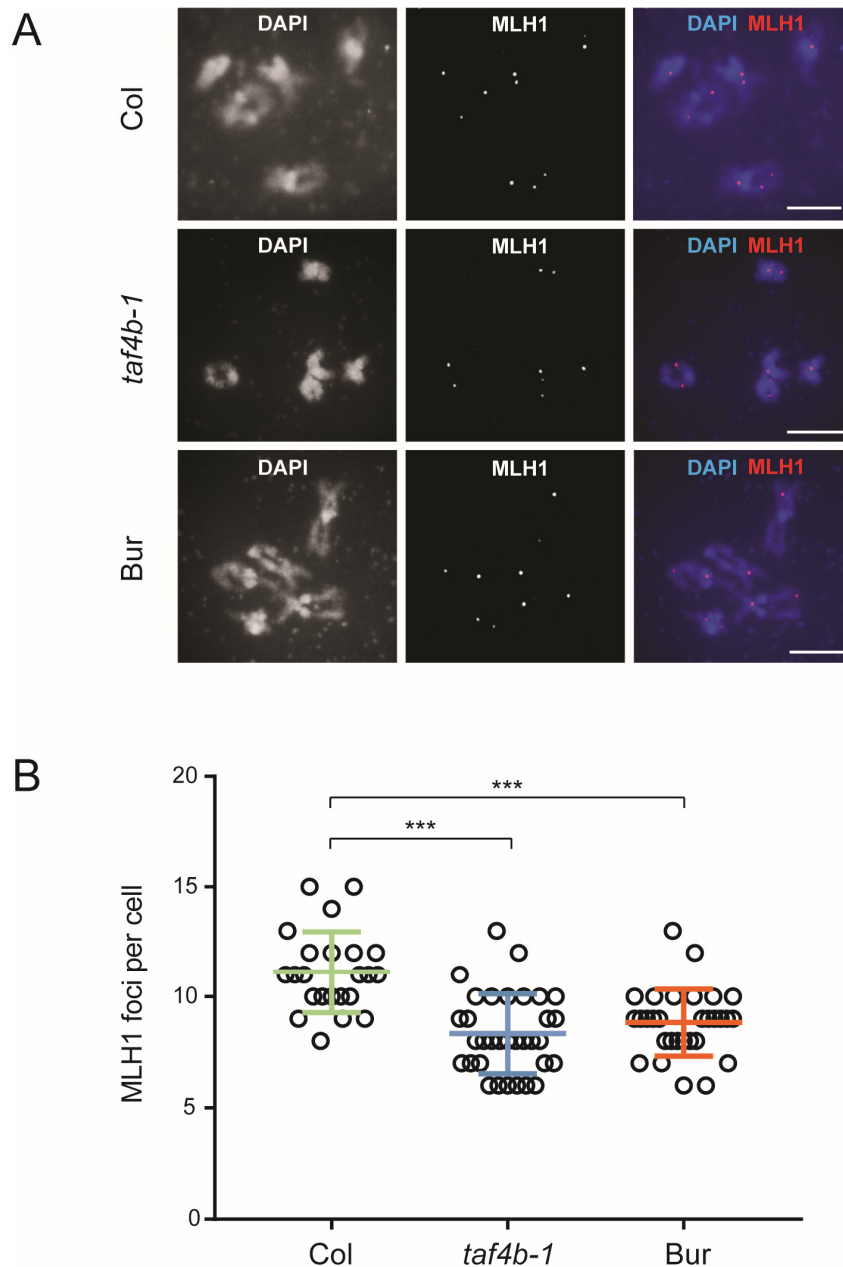 A
DAPI MLH1 DAPI MLH1
Col
DAPI MLH1 DAPI MLH1
taf4b-1
DAPI MLH1 DAPI MLH1
Bur
B
20
15
10
5
0
MLH1 foci per cell
***
***
Col taf4b-1 Bur